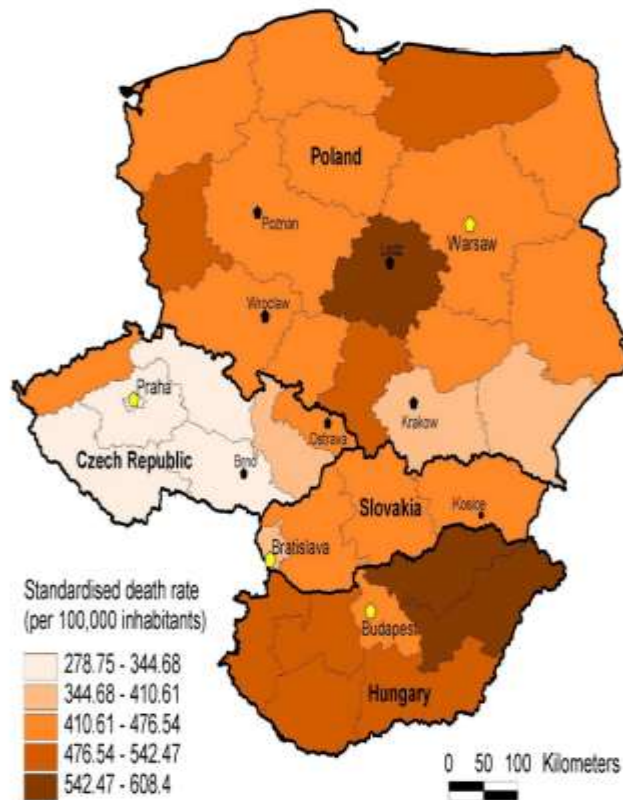 Poland
Poznan
Warsaw
Lodz
Wroclaw
Praha
Krakow
Ostrava
Czech Republic
Brno
Slovakia
Kosice
Bratislava
Standardised death rate
(per 100,000 inhabitants)
Budapest
278.75 - 344.68
Hungary
344.68 - 410.61
410.61 - 476.54
476.54 - 542.47
0 50 100 Kilometers
542.47 - 608.4